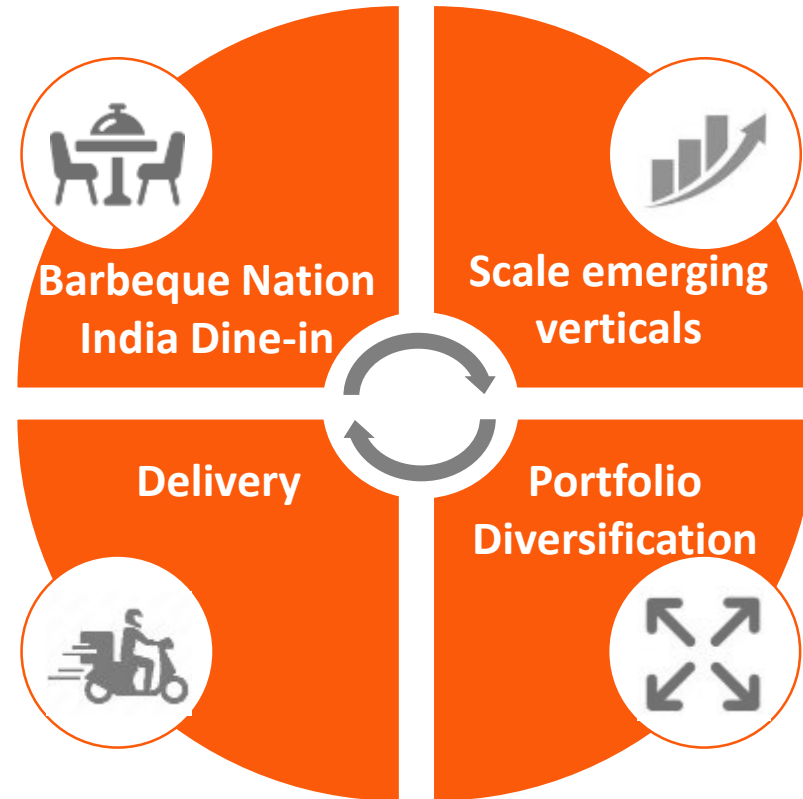 Barbeque Nation
India Dine-in
Scale emerging
verticals
Delivery
Portfolio
Diversification